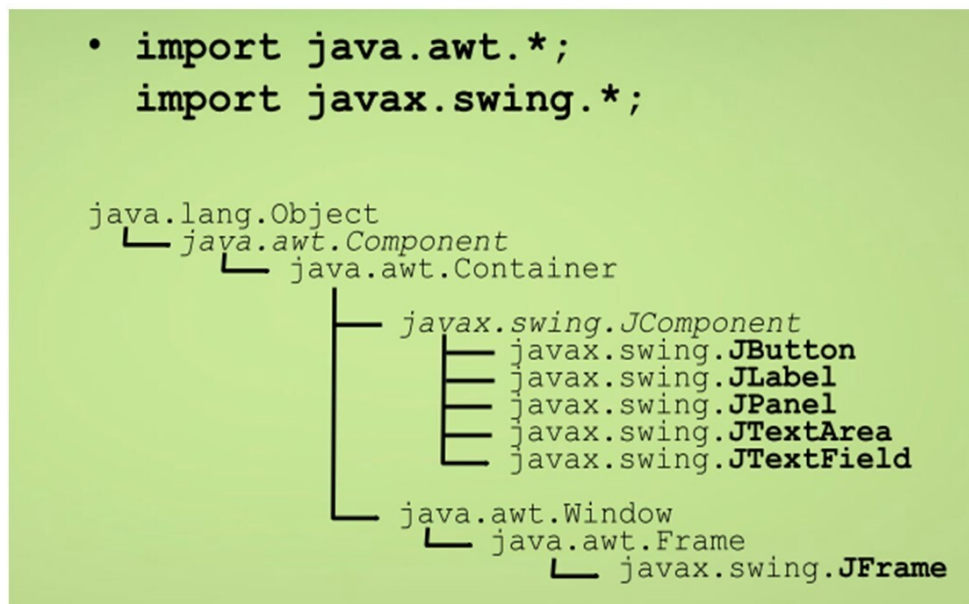 • import java.awt.*;
import javax.swing.*;
java.lang.Object
java.awt.Component
java.awt.Container
javax.swing.JComponent
javax.swing.JButton
javax.swing.JLabel
javax.swing.JPanel
javax.swing.JTextArea
javax.swing.JTextField
java.awt.Window
java.awt.Frame
javax.swing.JFrame